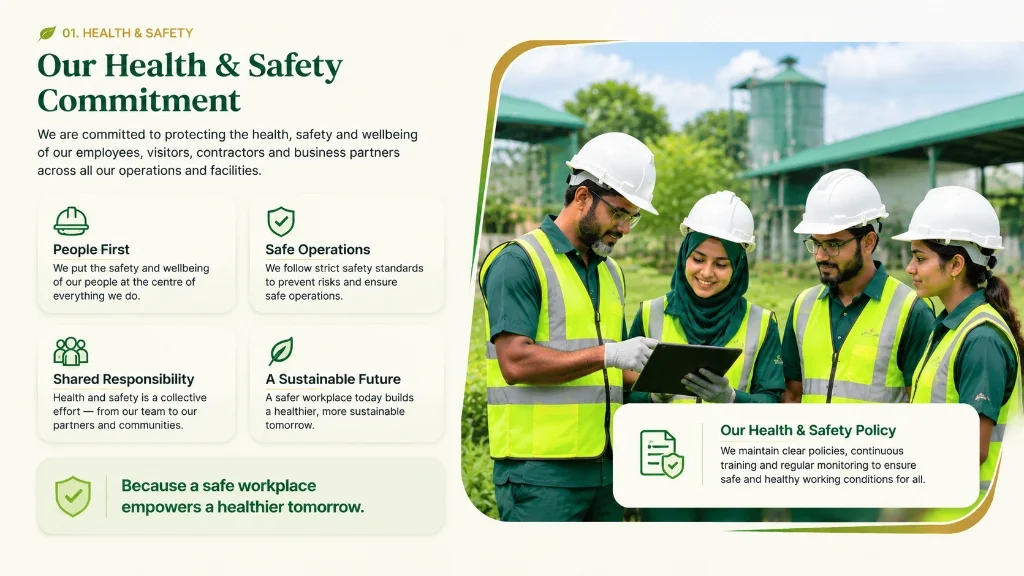 01. HEALTH & SAFETY
Our Health & Safety
Commitment
We are committed to protecting the health, safety and wellbeing
of our employees, visitors, contractors and business partners
across all our operations and facilities.
People First
We put the safety and wellbeing
of our people at the centre of
everything we do.
Safe Operations
We follow strict safety standards
to prevent risks and ensure
safe operations.
Shared Responsibility
Health and safety is a collective
effort — from our team to our
partners and communities.
A Sustainable Future
A safer workplace today builds
a healthier, more sustainable
tomorrow.
Because a safe workplace
empowers a healthier tomorrow.
Our Health & Safety Policy
We maintain clear policies, continuous
training and regular monitoring to ensure
safe and healthy working conditions for all.